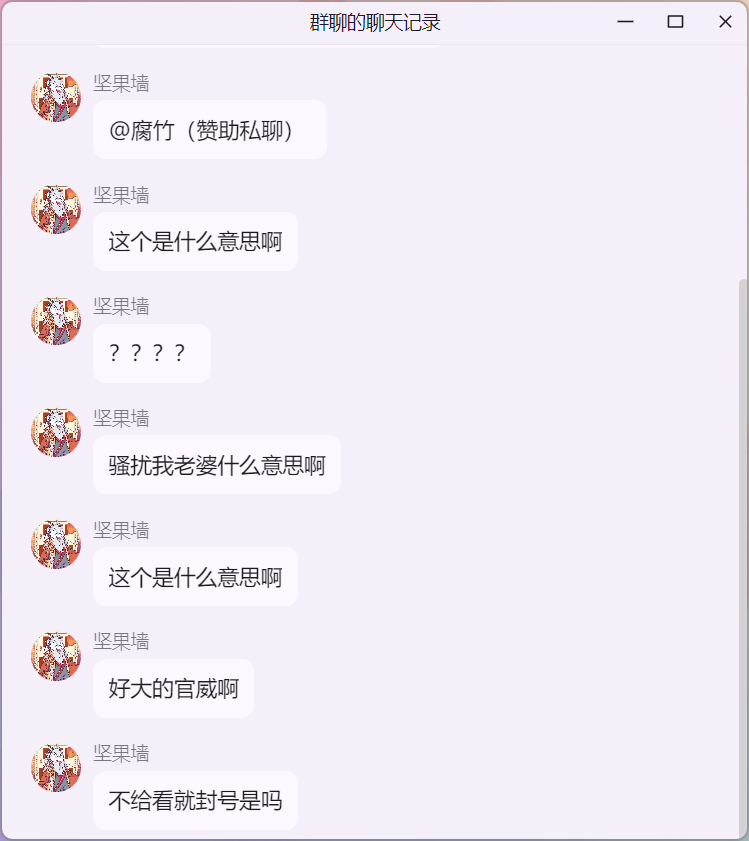 群聊的聊天记录
坚果墙
@腐竹（赞助私聊）
坚果墙
这个是什么意思啊
坚果墙
？？？？
坚果墙
骚扰我老婆什么意思啊
坚果墙
这个是什么意思啊
坚果墙
好大的官威啊
坚果墙
不给看就封号是吗